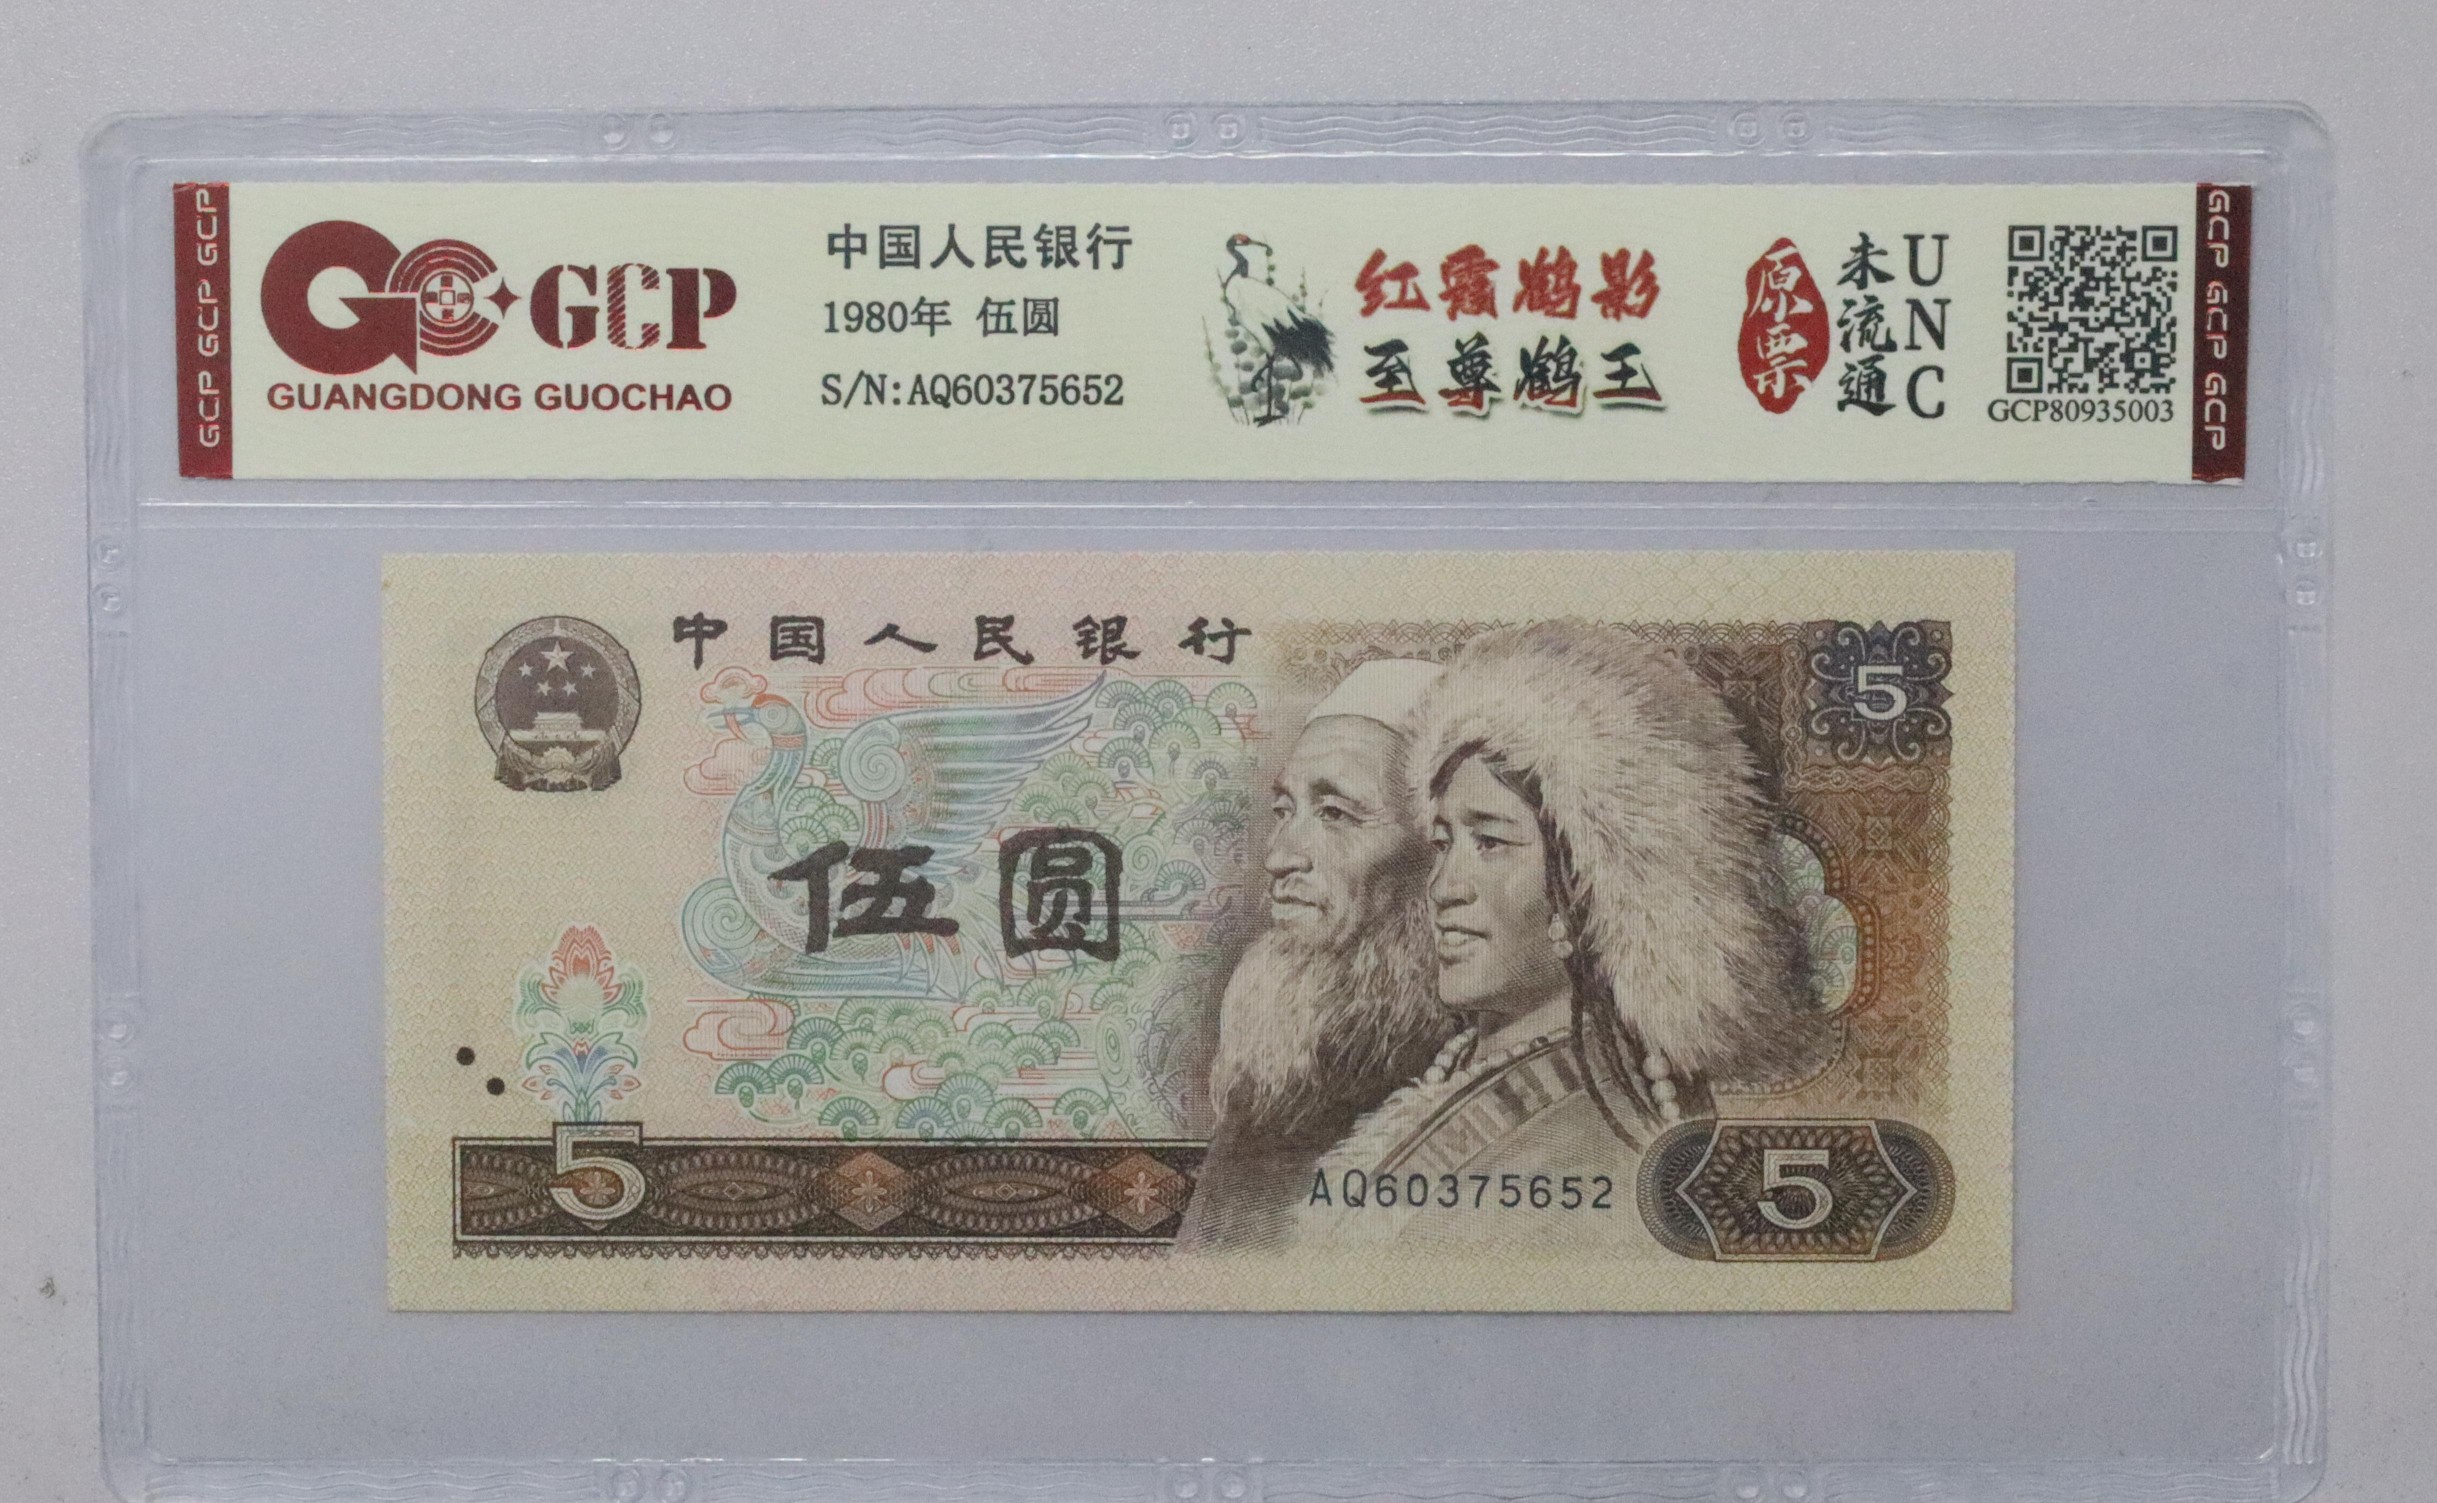 GCP GCP GCP
GCP
GUANGDONG GUOCHAO
中国人民银行
1980年 伍圆
S/N:AQ60375652
红霞鹤影
至尊鹤王
原票
未流通
UNC
GCP80935003
GCP GCP GCP
中国人民银行
5
伍圆
5
AQ60375652
5